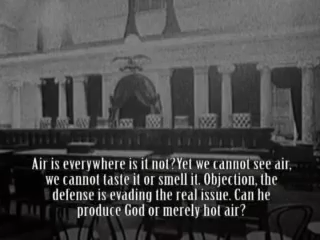 Air is everywhere is it not?Yet we cannot see air,
we cannot taste it or smell it. Objection, the
defense is evading the real issue. Can he
produce God or merely hot air?